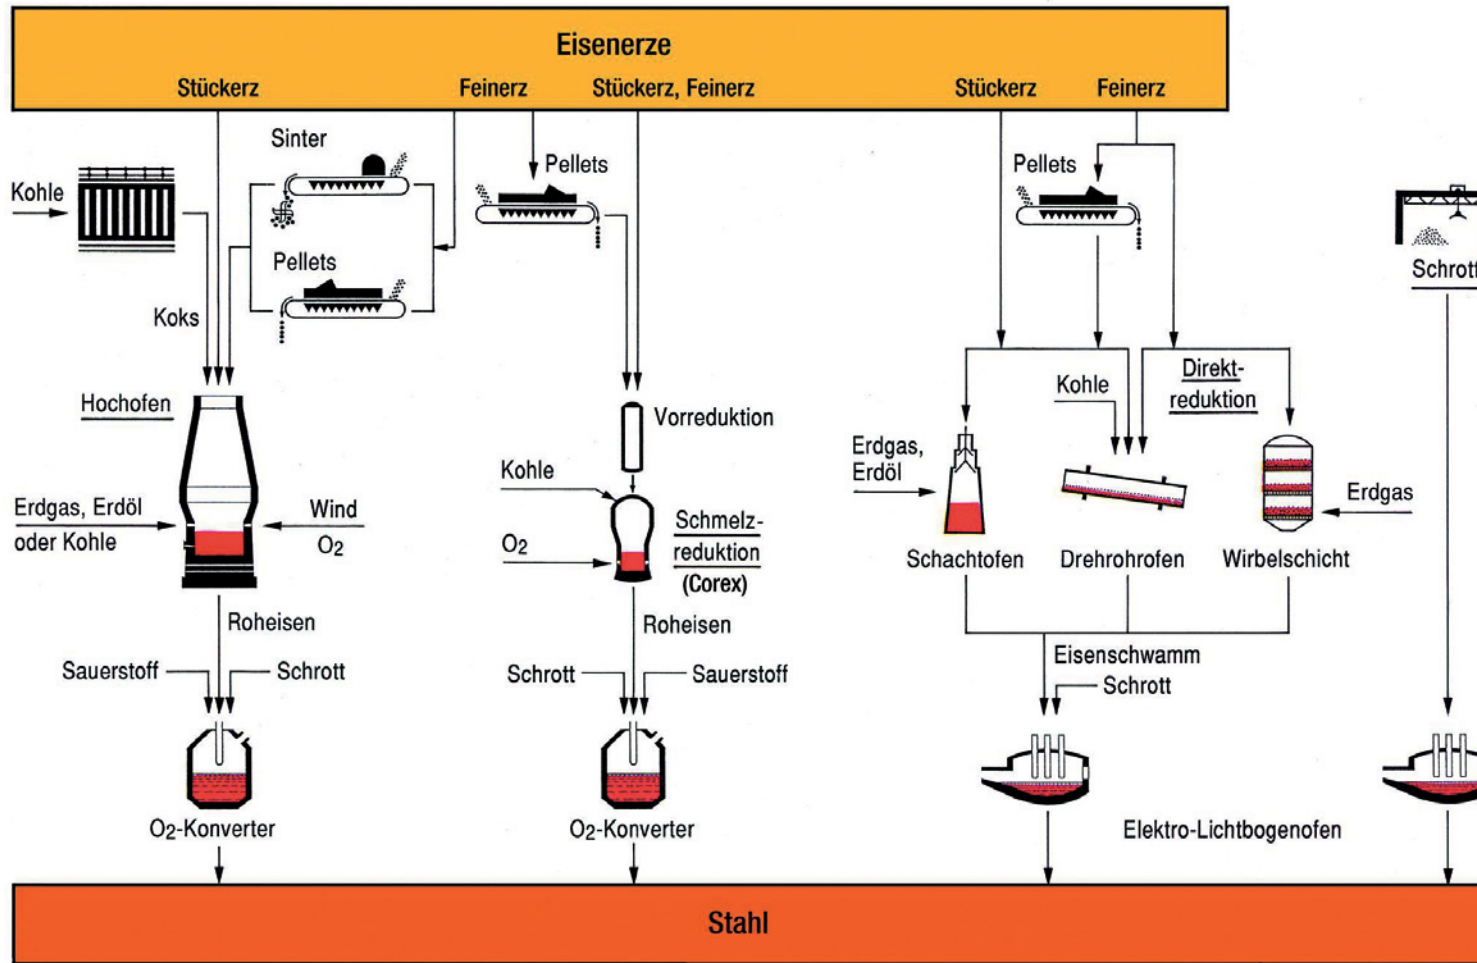 Eisenerze
Stückerz
Feinerz
Stückerz, Feinerz
Stückerz
Feinerz
Sinter
Pellets
Pellets
Kohle
Pellets
Schrott
Koks
Hochofen
Vorreduktion
Kohle
Direkt-
reduktion
Erdgas,
Erdöl
Kohle
Erdgas
Erdgas, Erdöl
oder Kohle
Wind
O2
O2
Schmelz-
reduktion
(Corex)
Schachtofen
Drehrohrofen
Wirbelschicht
Roheisen
Roheisen
Sauerstoff
Schrott
Schrott
Sauerstoff
Eisenschwamm
Schrott
O2-Konverter
O2-Konverter
Elektro-Lichtbogenofen
Stahl